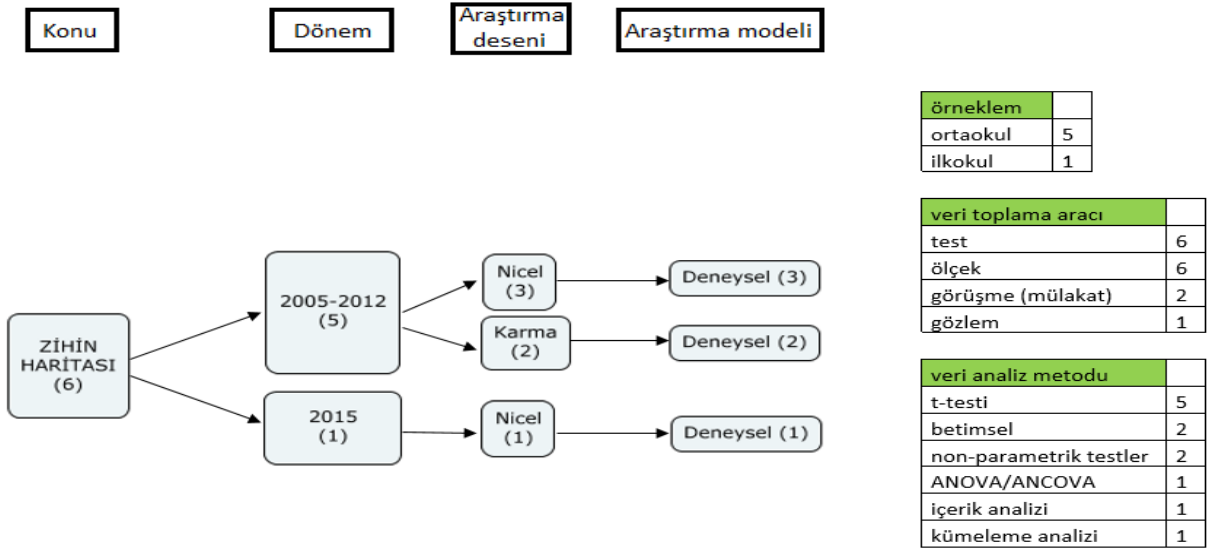 Konu
Dönem
Araştırma
deseni
Araştırma modeli
ZİHİN
HARİTASI
(6)
2005-2012
(5)
2015
(1)
Nicel
(3)
Karma
(2)
Nicel
(1)
Deneysel (3)
Deneysel (2)
Deneysel (1)
örneklem
ortaokul 5
ilkokul 1
veri toplama aracı
test 6
ölçek 6
görüşme (mülakat) 2
gözlem 1
veri analiz metodu
t-testi 5
betimsel 2
non-parametrik testler 2
ANOVA/ANCOVA 1
içerik analizi 1
kümeleme analizi 1